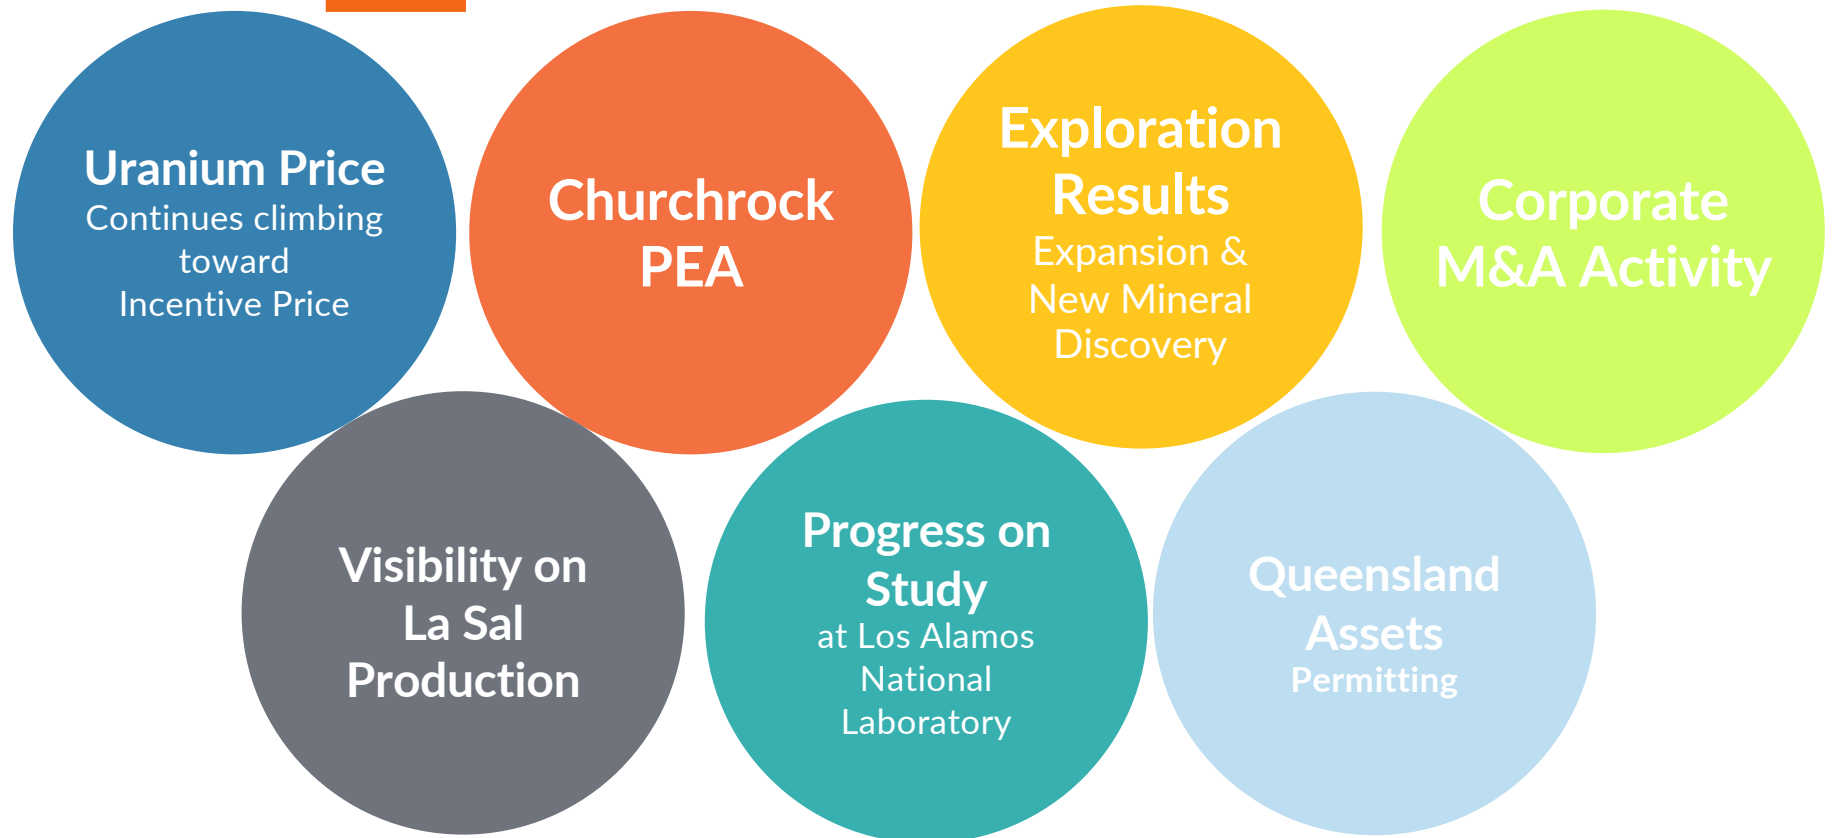 Uranium Price
Continues climbing
toward
Incentive Price
Churchrock
PEA
Exploration
Results
Expansion &
New Mineral
Discovery
Corporate
M&A Activity
Visibility on
La Sal
Production
Progress on
Study
at Los Alamos
National
Laboratory
Queensland
Assets
Permitting